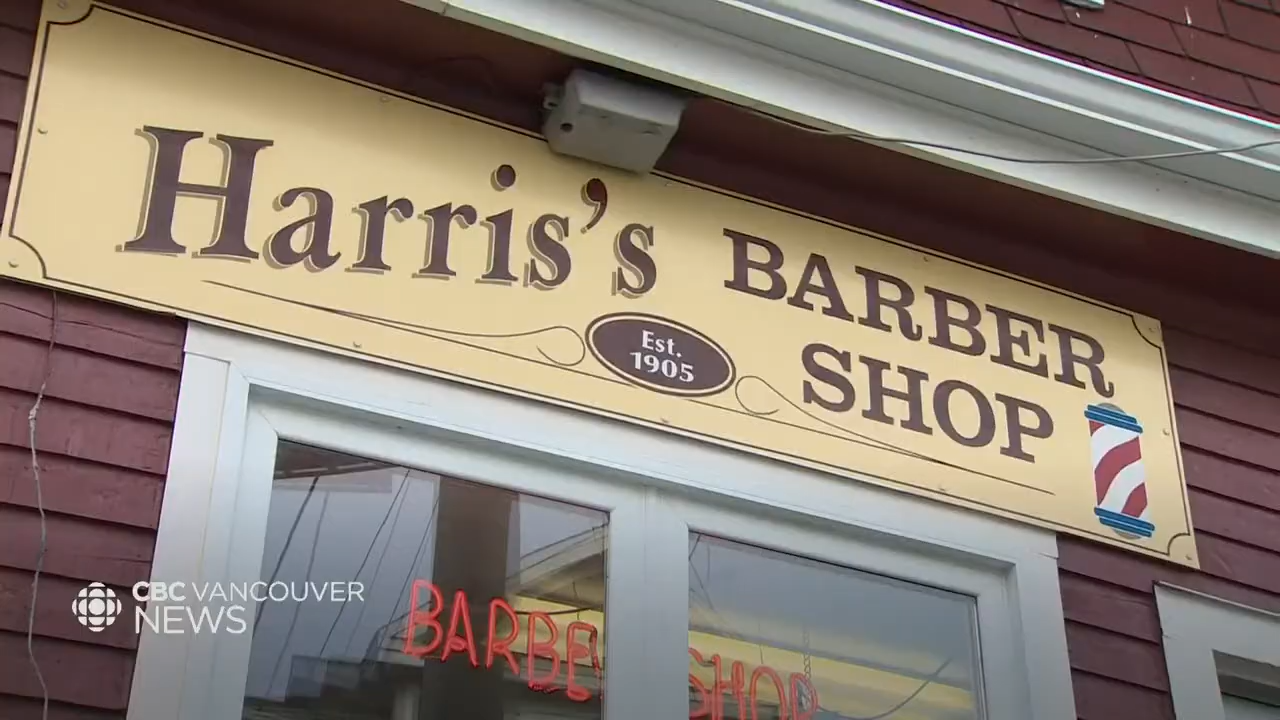 Harris's BARBER
SHOP
Est.
1905
BARBE
SHOP
CBC VANCOUVER
NEWS